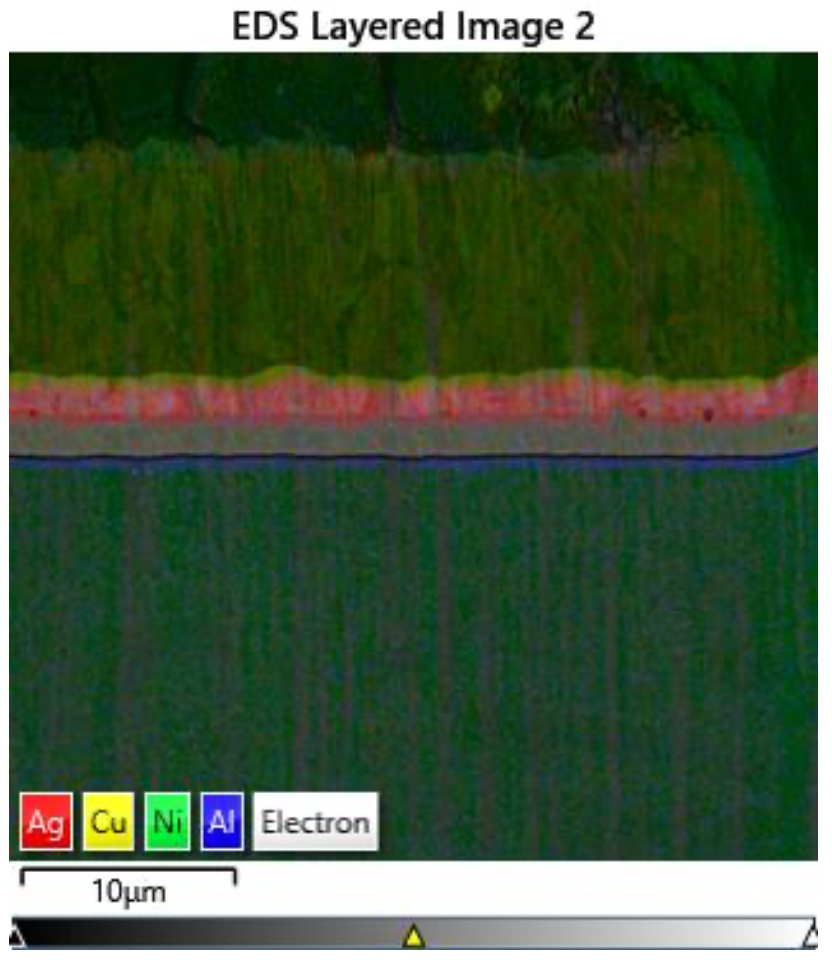 EDS Layered Image 2
Ag Cu Ni Al Electron
10μm